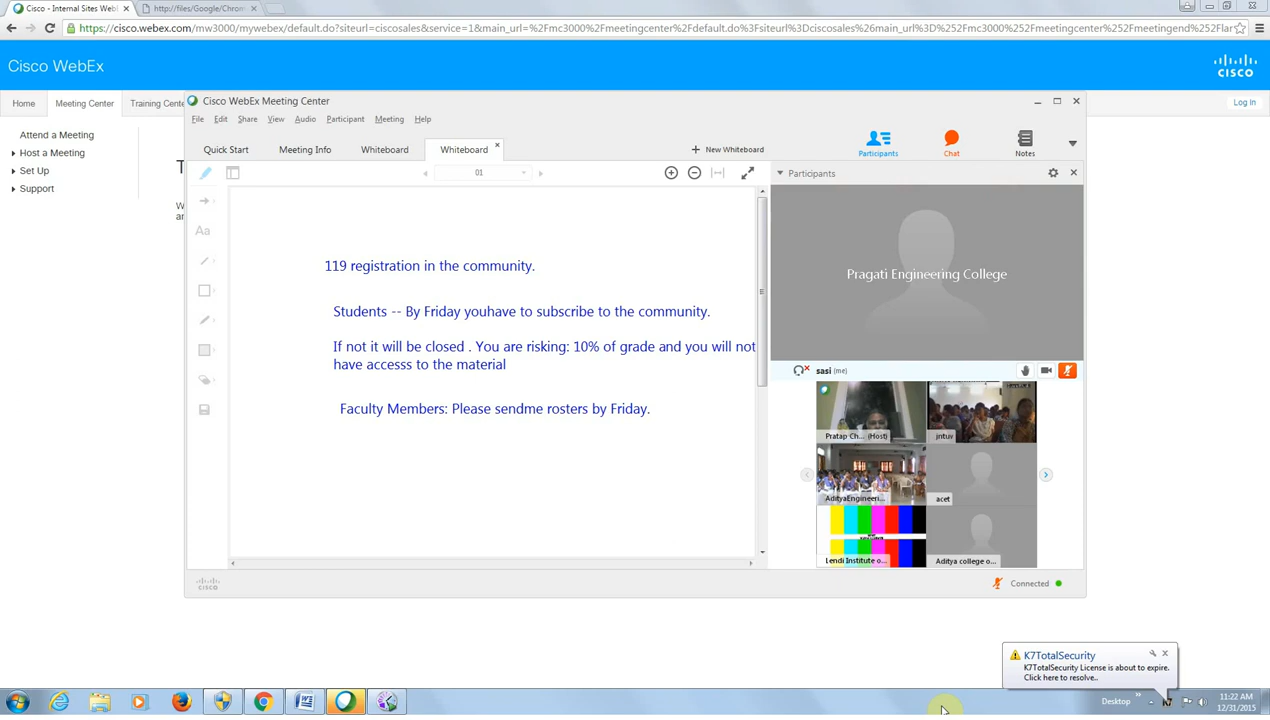 Cisco - Internal Sites WebE
http://files/Google/Chrom
https://cisco.webex.com/mw3000/mywebex/default.do?siteurl=ciscosales&service=1&main_url=%2Fmc3000%2Fmeetingcenter%2Fdefault.do%3Fsiteurl%3Dciscosales%26main_url%3D%252Fmc3000%252Fmeetingcenter%252Fmeetingend%252Flar
Cisco WebEx
CISCO
Home
Meeting Center
Training Cente
Log In
Attend a Meeting
Host a Meeting
Set Up
Support
Cisco WebEx Meeting Center
File Edit Share View Audio Participant Meeting Help
Quick Start
Meeting Info
Whiteboard
Whiteboard
New Whiteboard
Participants
Chat
Notes
01
Participants
Aa
119 registration in the community.
Students -- By Friday youhave to subscribe to the community.
If not it will be closed . You are risking: 10% of grade and you will not
have accesss to the material
Faculty Members: Please sendme rosters by Friday.
Pragati Engineering College
sasi (me)
Pratap Ch... (Host)
jntuv
AdityaEngineeri...
acet
Lendi Institute o...
Aditya college o...
CISCO
Connected
K7TotalSecurity
K7TotalSecurity License is about to expire.
Click here to resolve..
Desktop
11:22 AM
12/31/2015